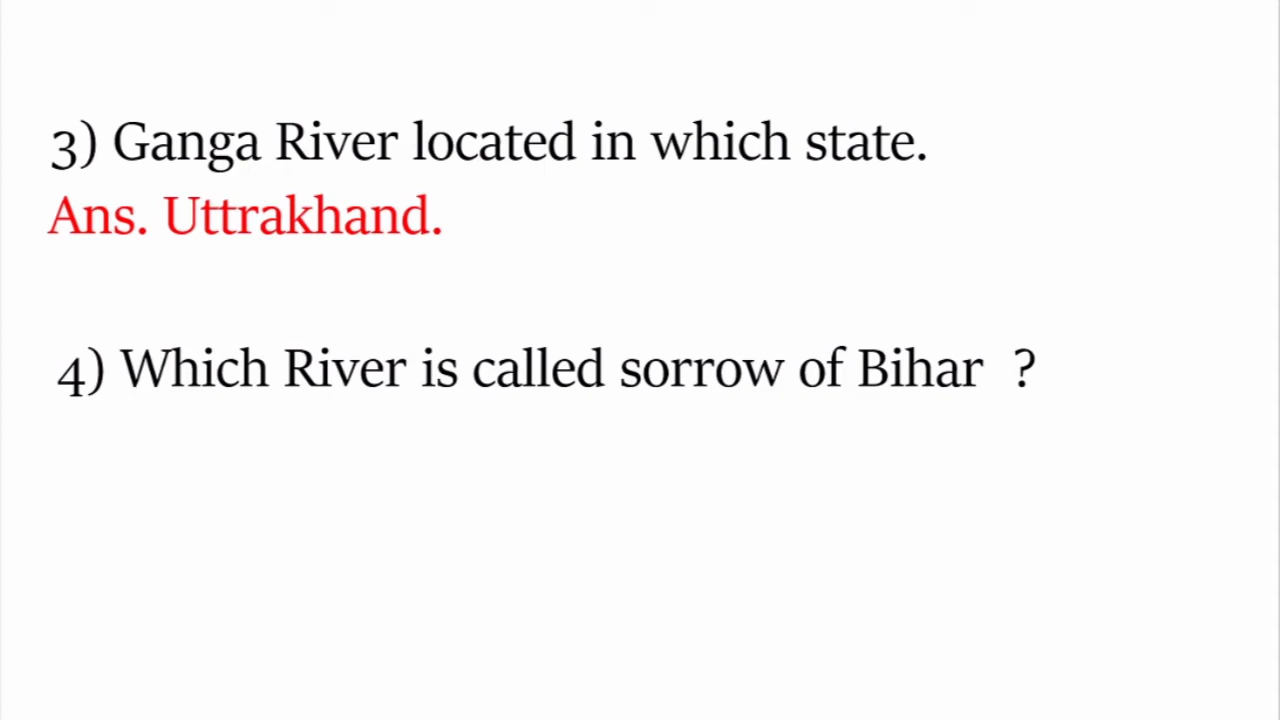 3) Ganga River located in which state.
Ans. Uttrakhand.
4) Which River is called sorrow of Bihar ?